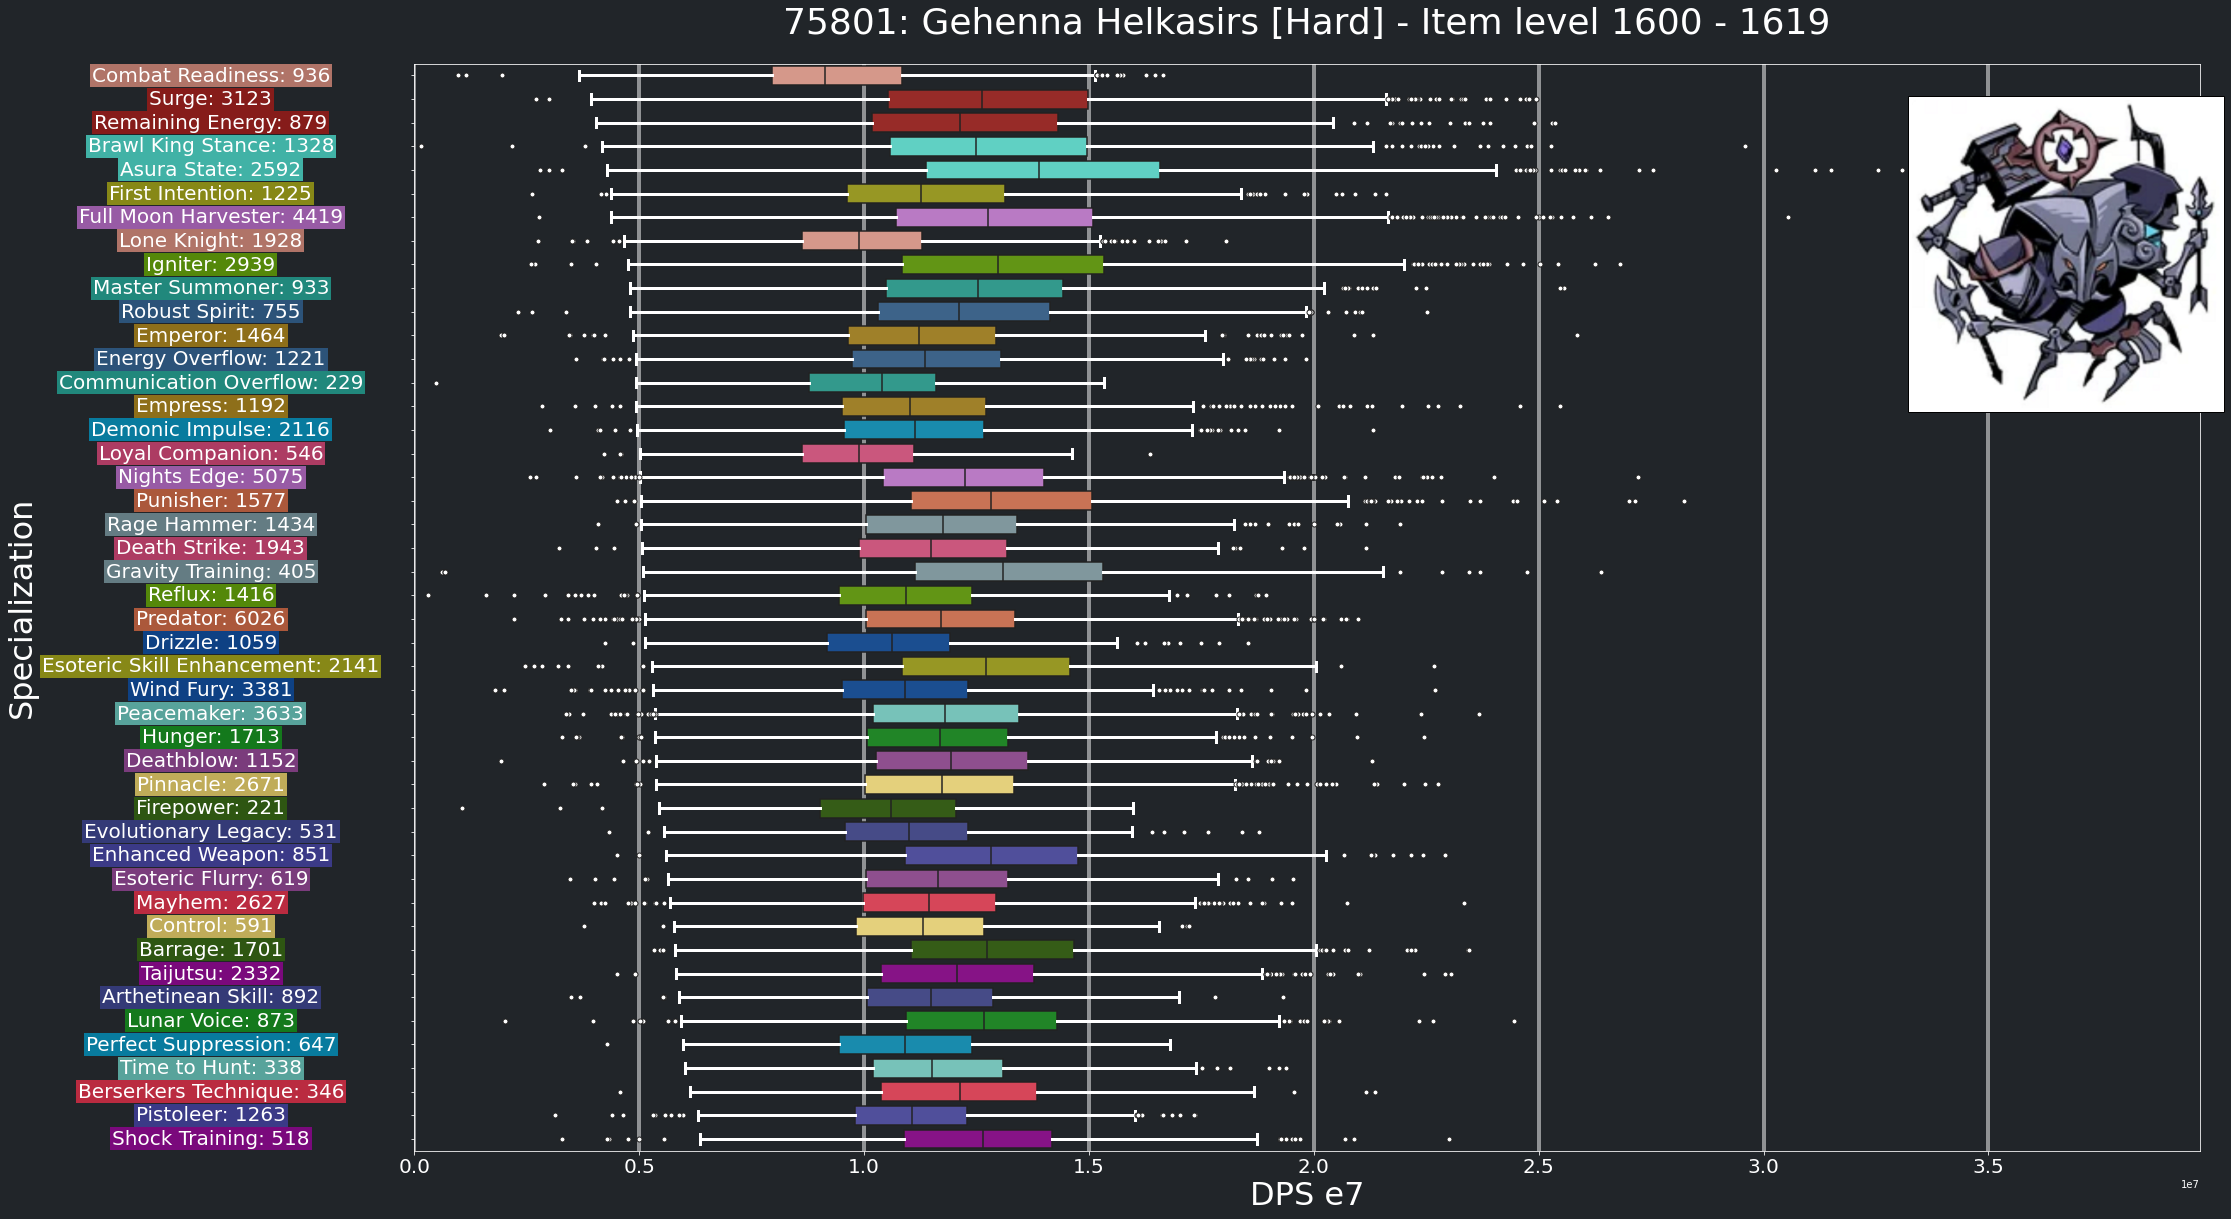 75801: Gehenna Helkasirs [Hard] - Item level 1600 - 1619
Combat Readiness: 936
Surge: 3123
Remaining Energy: 879
Brawl King Stance: 1328
Asura State: 2592
First Intention: 1225
Full Moon Harvester: 4419
Lone Knight: 1928
Igniter: 2939
Master Summoner: 933
Robust Spirit: 755
Emperor: 1464
Energy Overflow: 1221
Communication Overflow: 229
Empress: 1192
Demonic Impulse: 2116
Loyal Companion: 546
Nights Edge: 5075
Punisher: 1577
Rage Hammer: 1434
Death Strike: 1943
Gravity Training: 405
Reflux: 1416
Predator: 6026
Drizzle: 1059
Esoteric Skill Enhancement: 2141
Wind Fury: 3381
Peacemaker: 3633
Hunger: 1713
Deathblow: 1152
Pinnacle: 2671
Firepower: 221
Evolutionary Legacy: 531
Enhanced Weapon: 851
Esoteric Flurry: 619
Mayhem: 2627
Control: 591
Barrage: 1701
Taijutsu: 2332
Arthetinean Skill: 892
Lunar Voice: 873
Perfect Suppression: 647
Time to Hunt: 338
Berserkers Technique: 346
Pistoleer: 1263
Shock Training: 518
Specialization
0.0 0.5 1.0 1.5 2.0 2.5 3.0 3.5
DPS e7
1e7